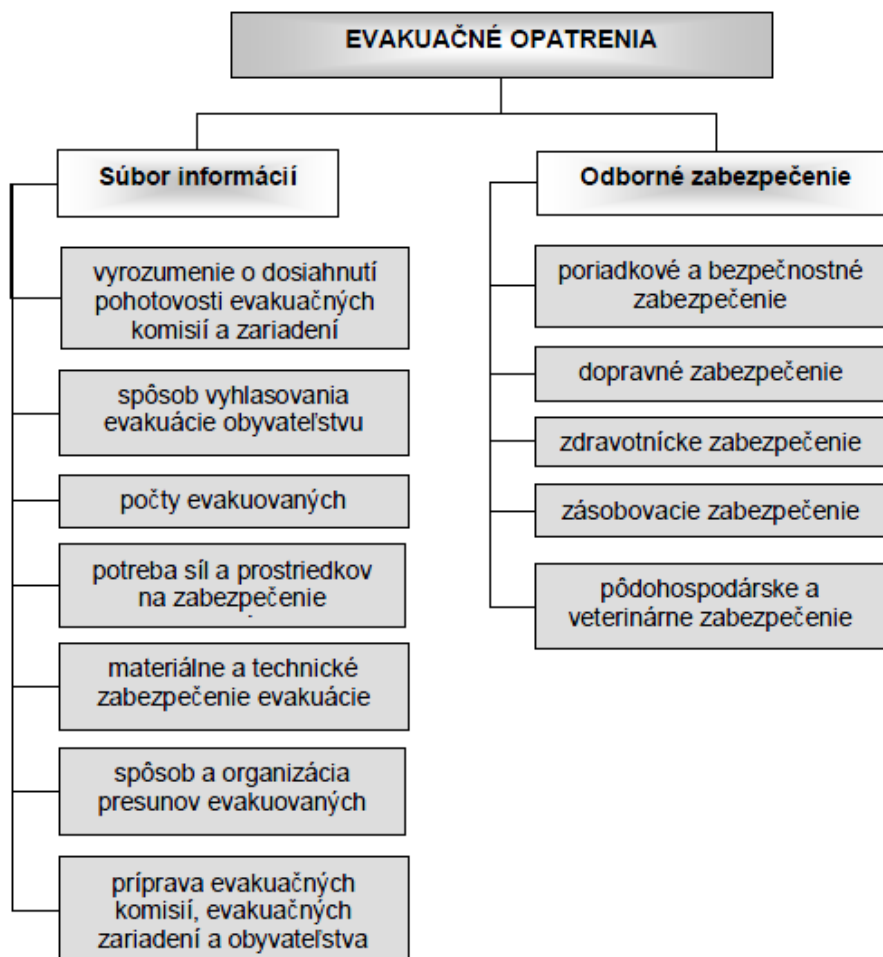 EVAKUAČNÉ OPATRENIA
Súbor informácií
vyrozumenie o dosiahnutí
pohotovosti evakuačných
komisií a zariadení
spôsob vyhlasovania
evakuácie obyvateľstvu
počty evakuovaných
potreba síl a prostriedkov
na zabezpečenie
materiálne a technické
zabezpečenie evakuácie
spôsob a organizácia
presunov evakuovaných
príprava evakuačných
komisií, evakuačných
zariadení a obyvateľstva
Odborné zabezpečenie
poriadkové a bezpečnostné
zabezpečenie
dopravné zabezpečenie
zdravotnícke zabezpečenie
zásobovacie zabezpečenie
pôdohospodárske a
veterinárne zabezpečenie